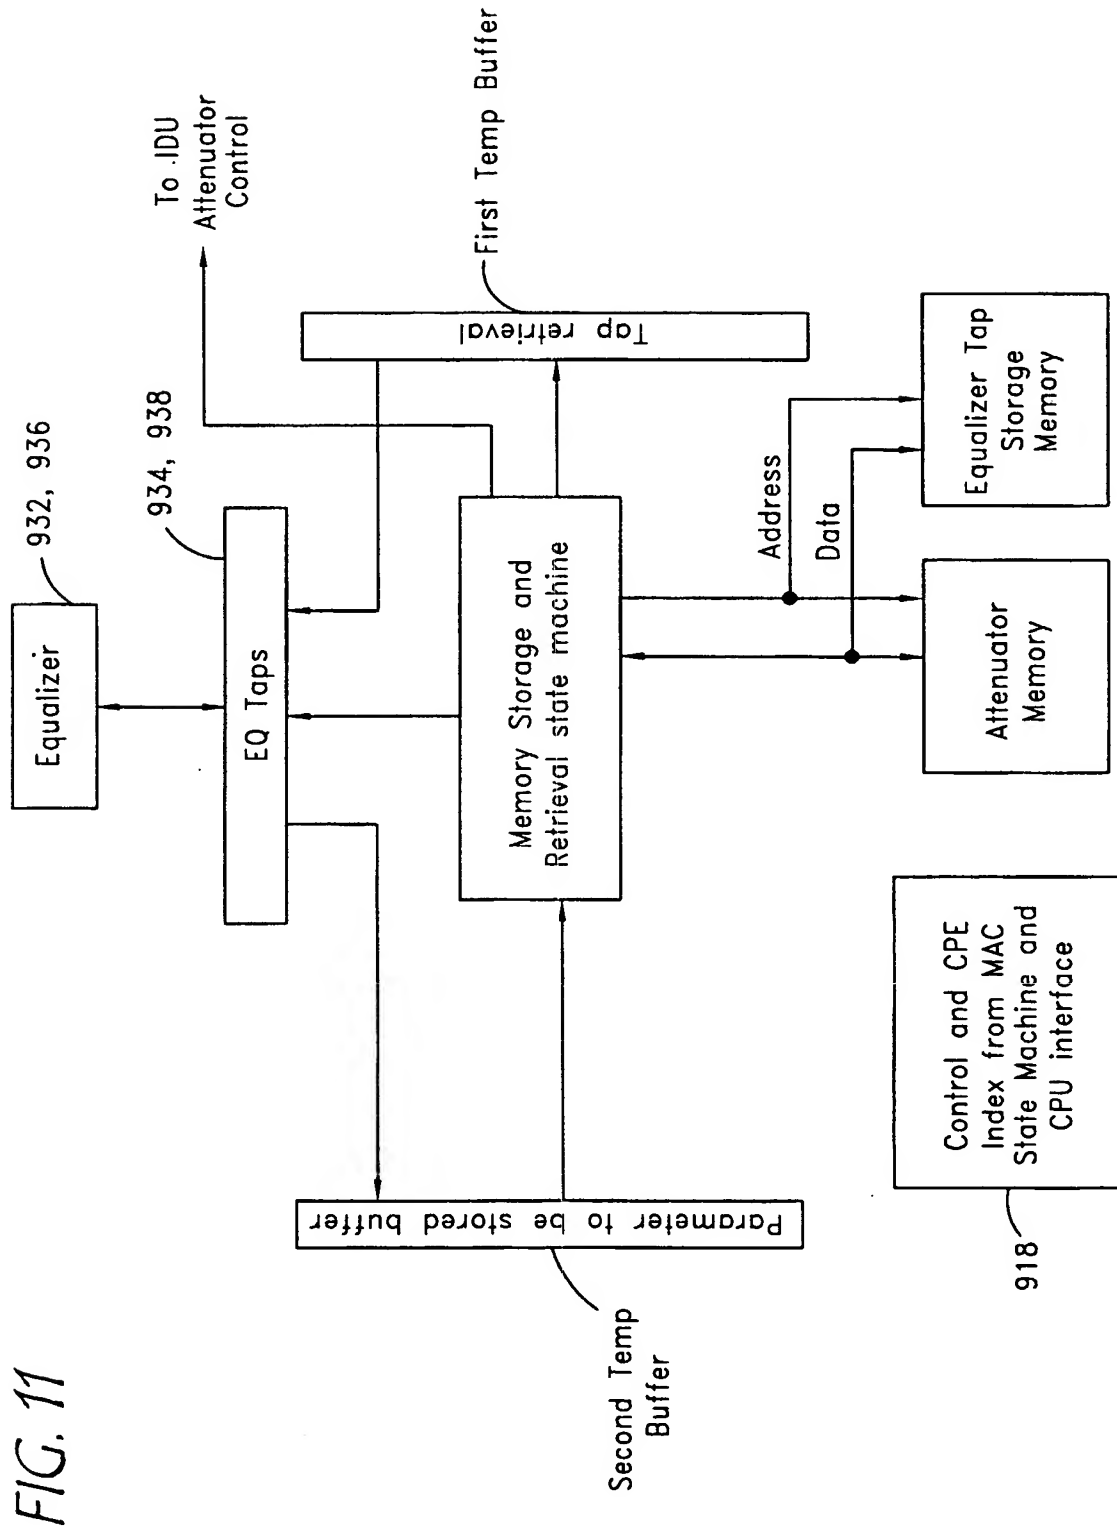 FIG. 11
Equalizer
932, 936
EQ Taps
934, 938
To IDU
Attenuator
Control
Second Temp
Buffer
Parameter to be stored buffer
Memory Storage and
Retrieval state machine
Tap retrieval
First Temp Buffer
Address
Data
918
Control and CPE
Index from MAC
State Machine and
CPU interface
Attenuator
Memory
Equalizer Tap
Storage
Memory